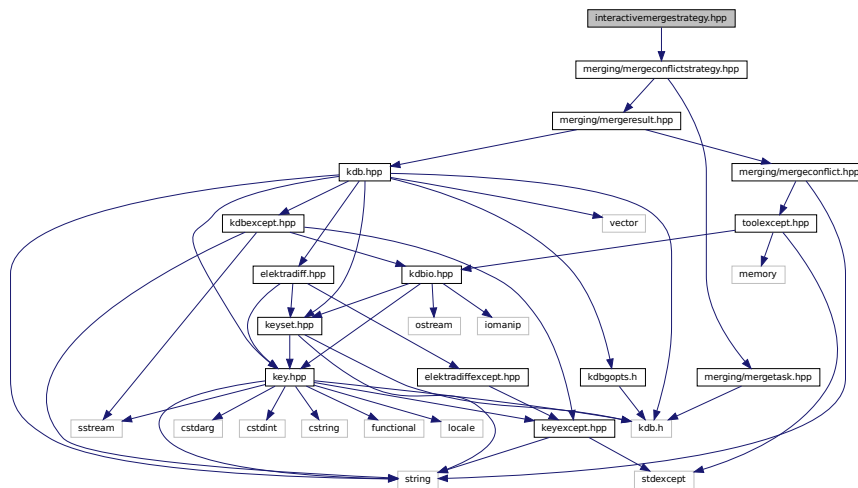 interactivemergestrategy.hpp
merging/mergeconflictstrategy.hpp
merging/mergeresult.hpp
kdb.hpp
merging/mergeconflict.hpp
kdbexcept.hpp
vector
toolexcept.hpp
elektradiff.hpp
kdbio.hpp
memory
keyset.hpp
ostream
iomanip
key.hpp
elektradiffexcept.hpp
kdbgopts.h
merging/mergetask.hpp
sstream
cstdarg
cstdint
cstring
functional
locale
keyexcept.hpp
kdb.h
string
stdexcept